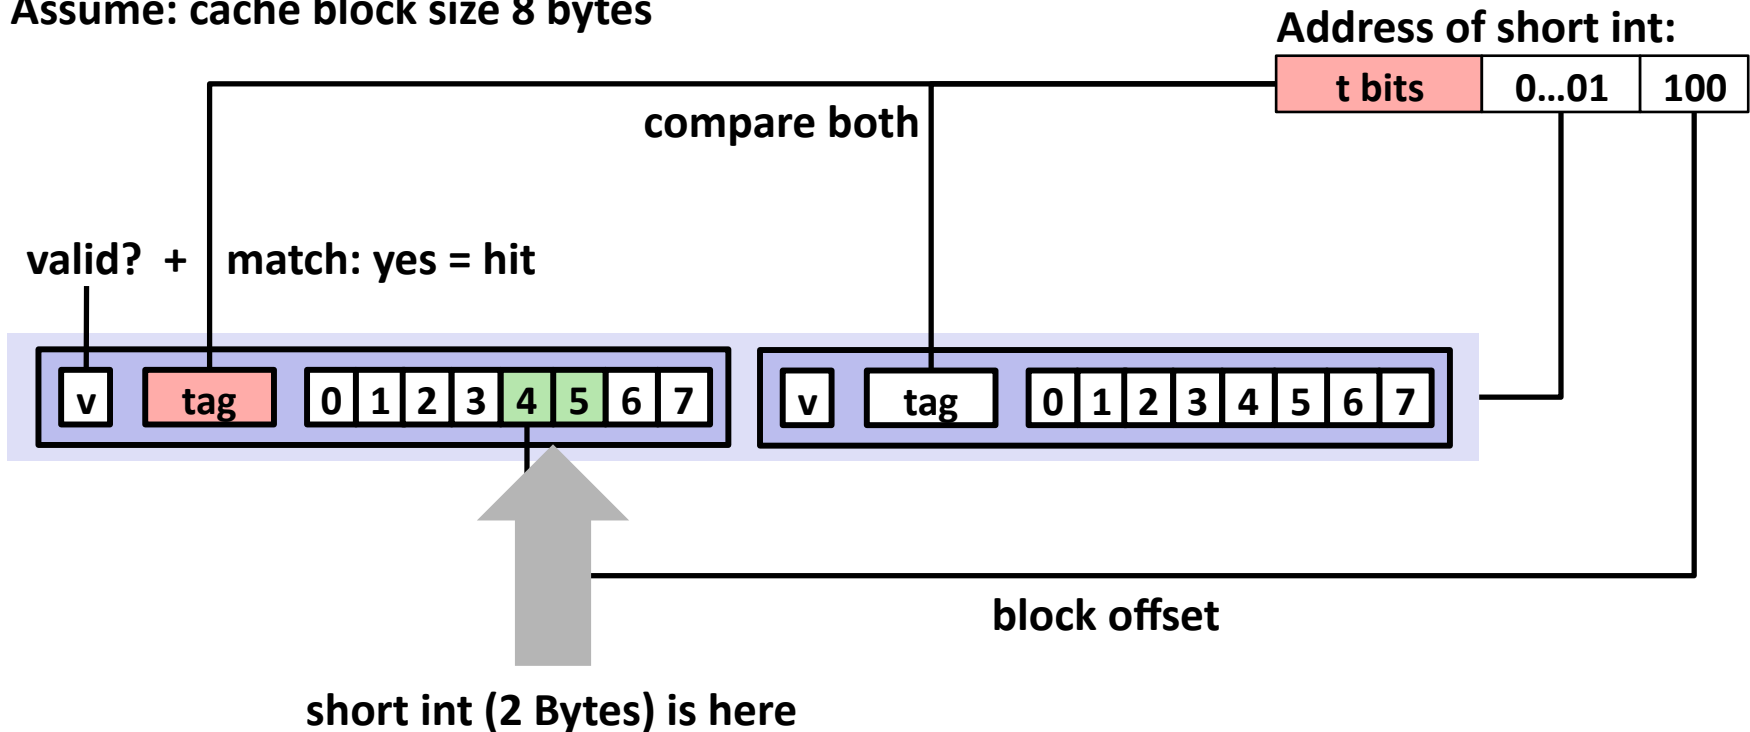 Assume: cache block size 8 bytes
Address of short int:
t bits 0...01 100
compare both
valid? + match: yes = hit
v tag 0 1 2 3 4 5 6 7 v tag 0 1 2 3 4 5 6 7
block offset
short int (2 Bytes) is here